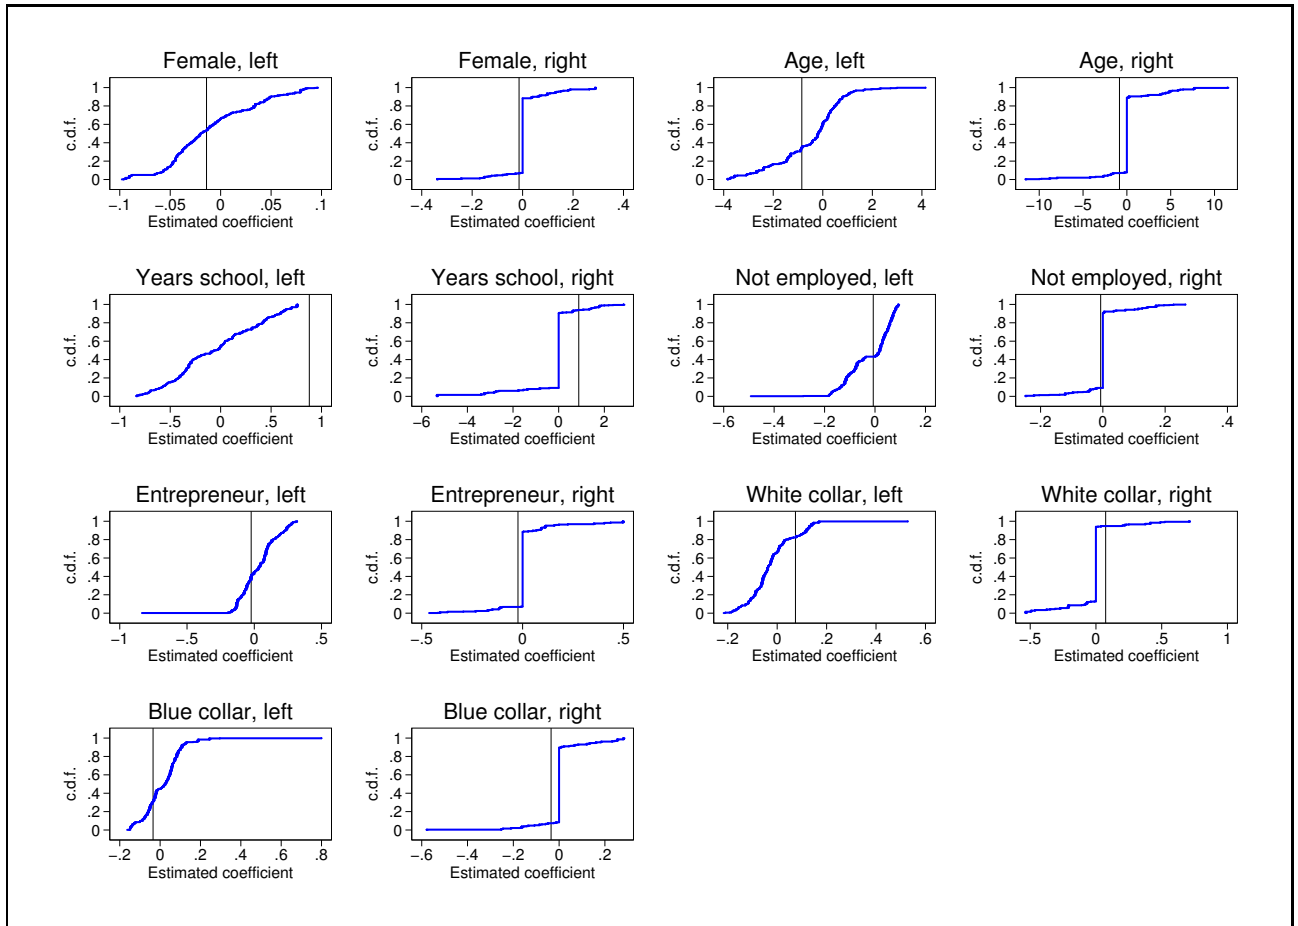 Female, left Female, right Age, left Age, right
c.d.f. 1 .8 .6 .4 .2 0 c.d.f. 1 .8 .6 .4 .2 0 c.d.f. 1 .8 .6 .4 .2 0 c.d.f. 1 .8 .6 .4 .2 0
−.1 −.05 0 .05 .1 −.4 −.2 0 .2 .4 −4 −2 0 2 4 −10 −5 0 5 10
Estimated coefficient Estimated coefficient Estimated coefficient Estimated coefficient
Years school, left Years school, right Not employed, left Not employed, right
c.d.f. 1 .8 .6 .4 .2 0 c.d.f. 1 .8 .6 .4 .2 0 c.d.f. 1 .8 .6 .4 .2 0 c.d.f. 1 .8 .6 .4 .2 0
−1 −.5 0 .5 1 −6 −4 −2 0 2 −.6 −.4 −.2 0 .2 −.2 0 .2 .4
Estimated coefficient Estimated coefficient Estimated coefficient Estimated coefficient
Entrepreneur, left Entrepreneur, right White collar, left White collar, right
c.d.f. 1 .8 .6 .4 .2 0 c.d.f. 1 .8 .6 .4 .2 0 c.d.f. 1 .8 .6 .4 .2 0 c.d.f. 1 .8 .6 .4 .2 0
−1 −.5 0 .5 −.5 0 .5 −.2 0 .2 .4 .6 −.5 0 .5 1
Estimated coefficient Estimated coefficient Estimated coefficient Estimated coefficient
Blue collar, left Blue collar, right
c.d.f. 1 .8 .6 .4 .2 0 c.d.f. 1 .8 .6 .4 .2 0
−.2 0 .2 .4 .6 .8 −.6 −.4 −.2 0 .2
Estimated coefficient Estimated coefficient